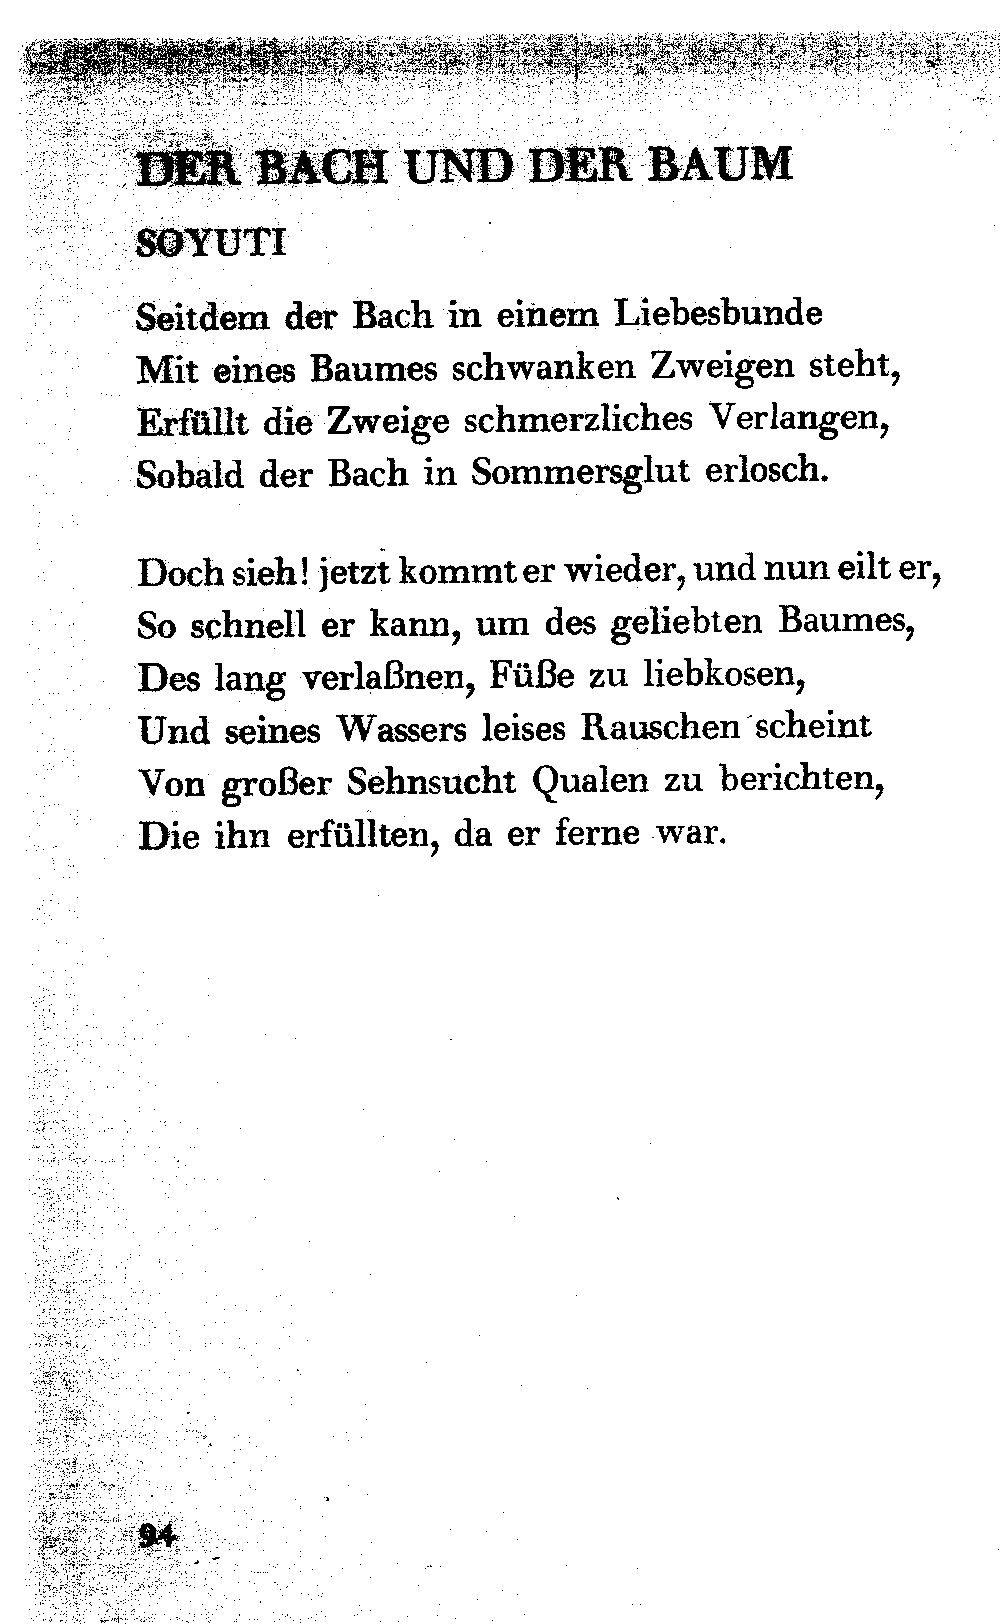 DER BACH UND DER BAUM
SOYUTI
Seitdem der Bach in einem Liebesbunde
Mit eines Baumes schwanken Zweigen steht,
Erfüllt die Zweige schmerzliches Verlangen,
Sobald der Bach in Sommersglut erlosch.
Doch sieh! jetzt kommt er wieder, und nun eilt er,
So schnell er kann, um des geliebten Baumes,
Des lang verlaßnen, Füße zu liebkosen,
Und seines Wassers leises Rauschen scheint
Von großer Sehnsucht Qualen zu berichten,
Die ihn erfüllten, da er ferne war.
94